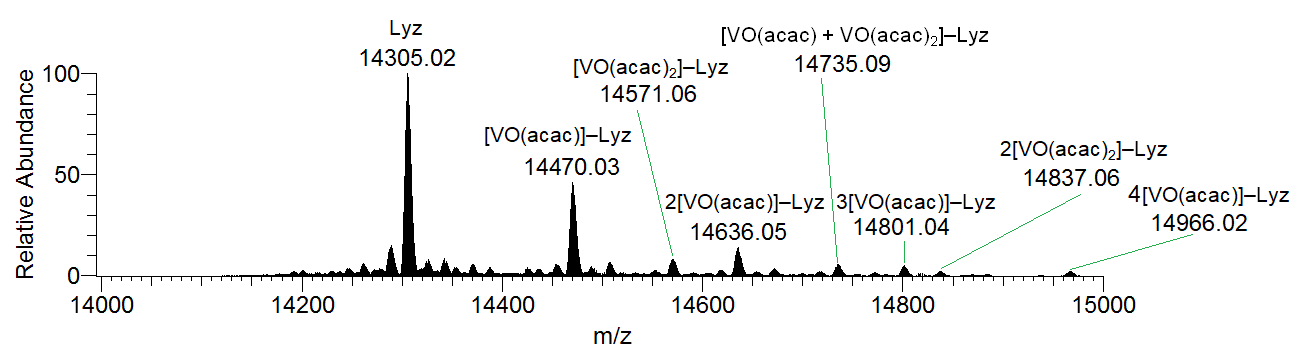 Lyz
14305.02
[VO(acac)]–Lyz
14470.03
[VO(acac)₂]–Lyz
14571.06
2[VO(acac)]–Lyz
14636.05
[VO(acac) + VO(acac)₂]–Lyz
14735.09
3[VO(acac)]–Lyz
14801.04
2[VO(acac)₂]–Lyz
14837.06
4[VO(acac)]–Lyz
14966.02
Relative Abundance
100
50
0
14000
14200
14400
14600
14800
15000
m/z